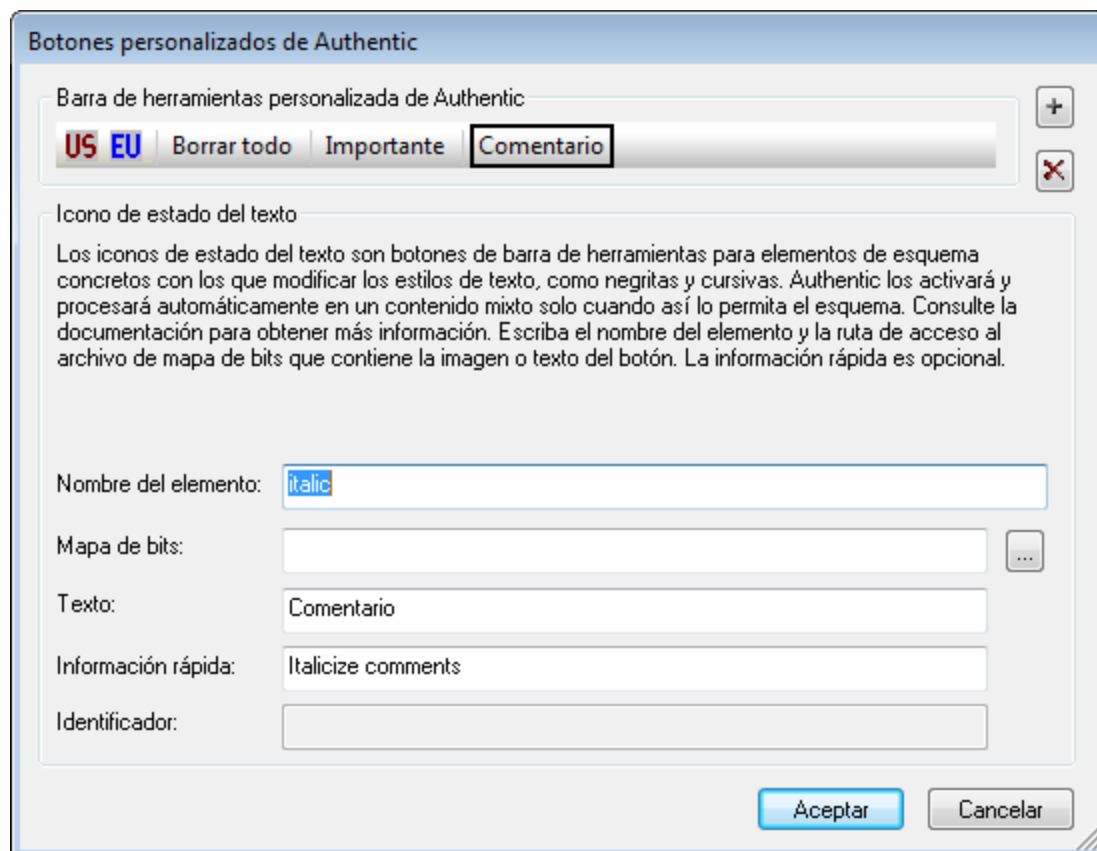 Botones personalizados de Authentic
Barra de herramientas personalizada de Authentic
+
US EU Borrar todo Importante Comentario
Icono de estado del texto
Los iconos de estado del texto son botones de barra de herramientas para elementos de esquema
concretos con los que modificar los estilos de texto, como negritas y cursivas. Authentic los activará y
procesará automáticamente en un contenido mixto solo cuando así lo permita el esquema. Consulte la
documentación para obtener más información. Escriba el nombre del elemento y la ruta de acceso al
archivo de mapa de bits que contiene la imagen o texto del botón. La información rápida es opcional.
Nombre del elemento: italic
Mapa de bits: ...
Texto: Comentario
Información rápida: Italicize comments
Identificador:
Aceptar Cancelar